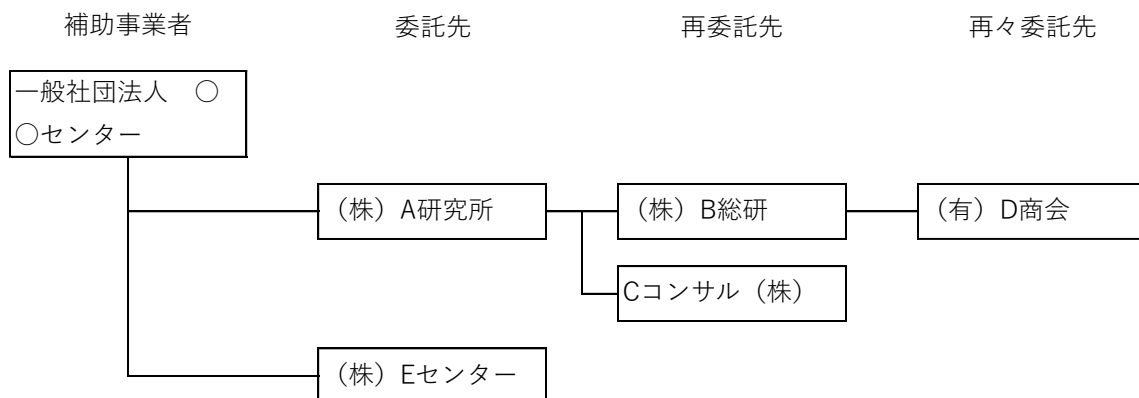 補助事業者
委託先
再委託先
再々委託先
一般社団法人　○
○センター
（株）A研究所
（株）B総研
（有）D商会
Cコンサル（株）
（株）Eセンター